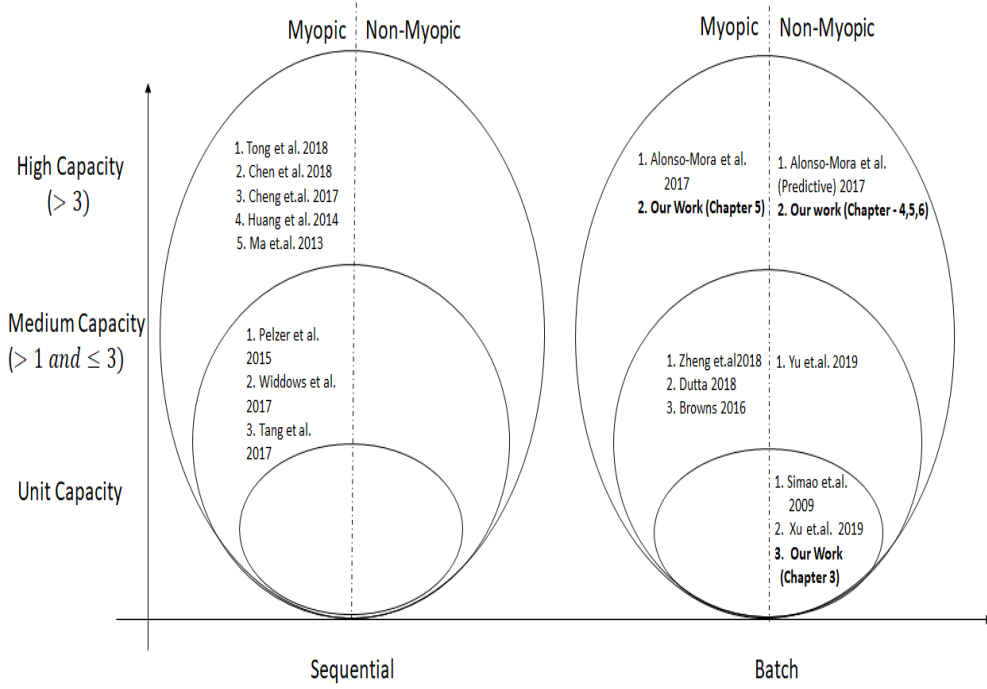 Myopic
Non-Myopic
Myopic
Non-Myopic
High Capacity
(> 3)
1. Tong et al. 2018
2. Chen et al. 2018
3. Cheng et.al. 2017
4. Huang et al. 2014
5. Ma et.al. 2013
1. Alonso-Mora et al.
2017
2. Our Work (Chapter 5)
1. Alonso-Mora et al.
(Predictive) 2017
2. Our work (Chapter - 4,5,6)
Medium Capacity
(> 1 and ≤ 3)
1. Pelzer et al.
2015
2. Widdows et al.
2017
3. Tang et al.
2017
1. Zheng et.al2018
2. Dutta 2018
3. Browns 2016
1. Yu et.al. 2019
Unit Capacity
1. Simao et.al.
2009
2. Xu et.al. 2019
3. Our Work
(Chapter 3)
Sequential
Batch